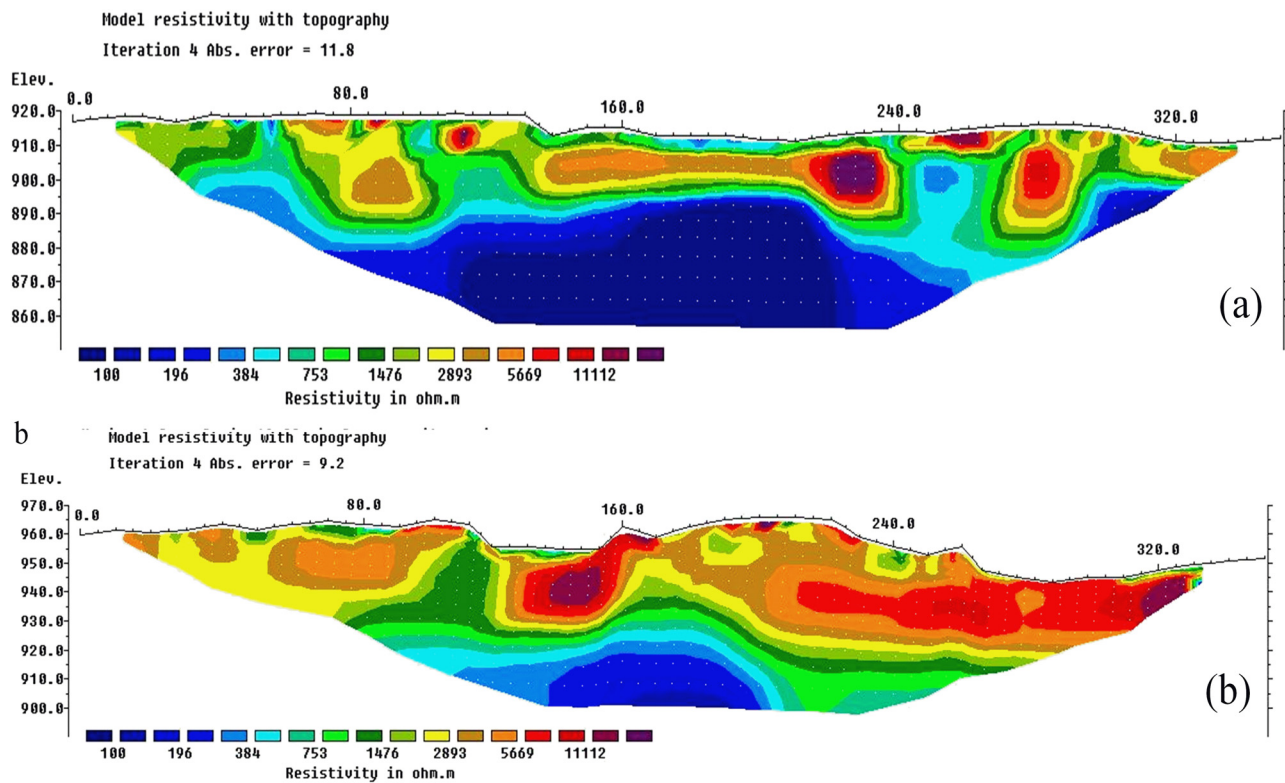 Model resistivity with topography
Iteration 4 Abs. error = 11.8
Elev.
0.0 80.0 160.0 240.0 320.0
920.0
910.0
900.0
890.0
880.0
870.0
860.0
(a)
100 196 384 753 1476 2893 5669 11112
Resistivity in ohm.m
b
Model resistivity with topography
Iteration 4 Abs. error = 9.2
Elev.
0.0 80.0 160.0 240.0 320.0
970.0
960.0
950.0
940.0
930.0
920.0
910.0
900.0
(b)
100 196 384 753 1476 2893 5669 11112
Resistivity in ohm.m